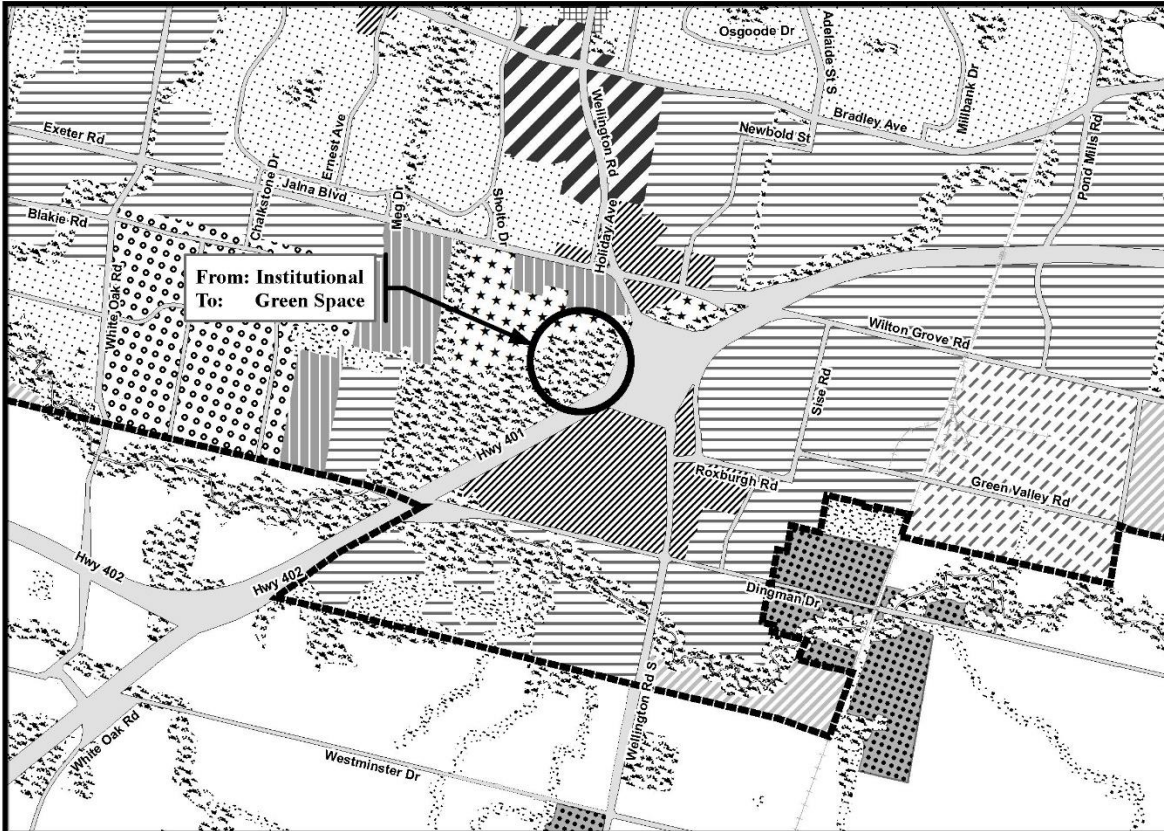 Osgoode Dr
Adelaide St S
Millbank Dr
Bradley Ave
Newbold St
Pond Mills Rd
Wellington Rd
Exeter Rd
Ernest Ave
Chalkstone Dr
Jalna Blvd
Meg Dr
Sholto Dr
Holiday Ave
Blakie Rd
White Oak Rd
From: Institutional
To: Green Space
Wilton Grove Rd
Siser Rd
Hwy 401
Roxburgh Rd
Green Valley Rd
Hwy 402
Hwy 402
Dingman Dr
Wellington Rd S
White Oak Rd
Westminster Dr